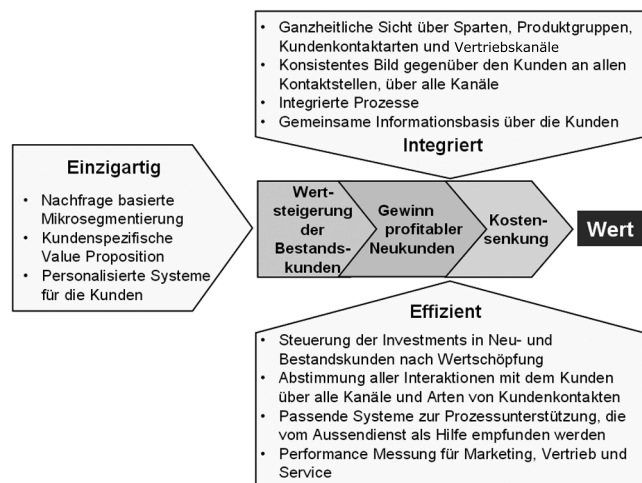 • Ganzheitliche Sicht über Sparten, Produktgruppen,
Kundenkontaktarten und Vertriebskanäle
• Konsistentes Bild gegenüber den Kunden an allen
Kontaktstellen, über alle Kanäle
• Integrierte Prozesse
• Gemeinsame Informationsbasis über die Kunden
Integriert
Einzigartig
• Nachfrage basierte
Mikrosegmentierung
• Kundenspezifische
Value Proposition
• Personalisierte Systeme
für die Kunden
Wert-
steigerung
der
Bestands-
kunden
Gewinn
profitabler
Neukunden
Kosten-
senkung
Wert
Effizient
• Steuerung der Investments in Neu- und
Bestandskunden nach Wertschöpfung
• Abstimmung aller Interaktionen mit dem Kunden
über alle Kanäle und Arten von Kundenkontakten
• Passende Systeme zur Prozessunterstützung, die
vom Aussendienst als Hilfe empfunden werden
• Performance Messung für Marketing, Vertrieb und
Service